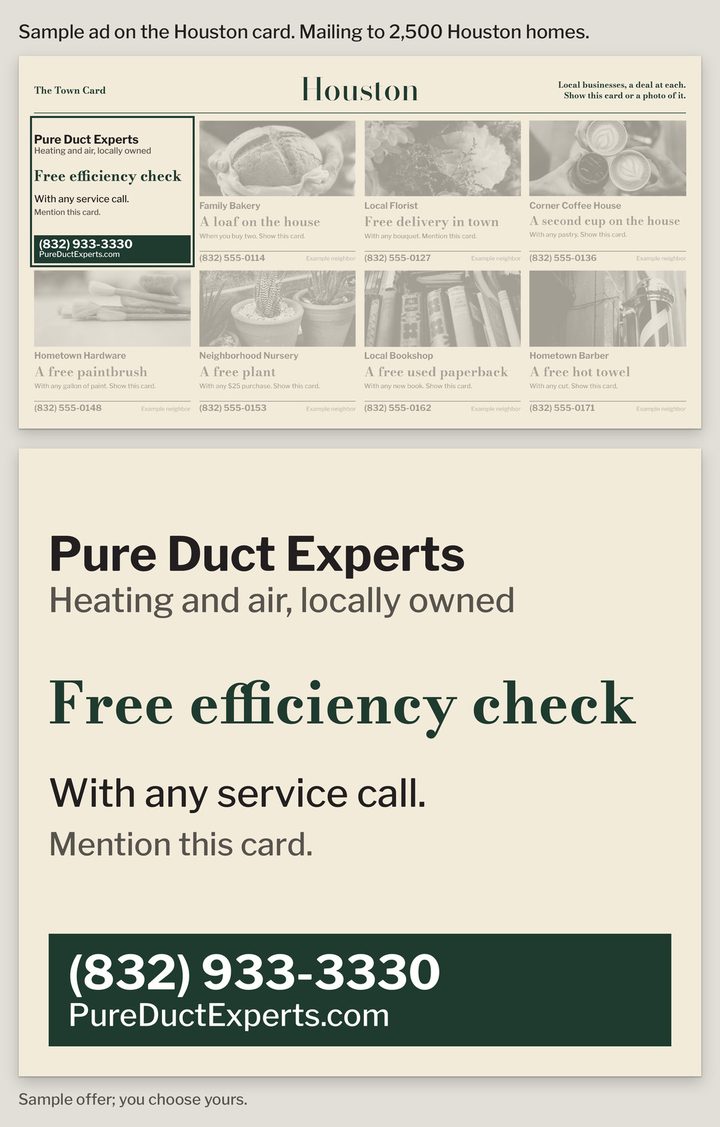 Sample ad on the Houston card. Mailing to 2,500 Houston homes.
The Town Card
Houston
Local businesses, a deal at each.
Show this card or a photo of it.
Pure Duct Experts
Heating and air, locally owned
Free efficiency check
With any service call.
Mention this card.
(832) 933-3330
PureDuctExperts.com
Family Bakery
A loaf on the house
When you buy two. Show this card.
(832) 555-0114
Example neighbor
Local Florist
Free delivery in town
With any bouquet. Mention this card.
(832) 555-0127
Example neighbor
Corner Coffee House
A second cup on the house
With any pastry. Show this card.
(832) 555-0136
Example neighbor
Hometown Hardware
A free paintbrush
With any gallon of paint. Show this card.
(832) 555-0148
Example neighbor
Neighborhood Nursery
A free plant
With any $25 purchase. Show this card.
(832) 555-0153
Example neighbor
Local Bookshop
A free used paperback
With any new book. Show this card.
(832) 555-0162
Example neighbor
Hometown Barber
A free hot towel
With any cut. Show this card.
(832) 555-0171
Example neighbor
Pure Duct Experts
Heating and air, locally owned
Free efficiency check
With any service call.
Mention this card.
(832) 933-3330
PureDuctExperts.com
Sample offer; you choose yours.